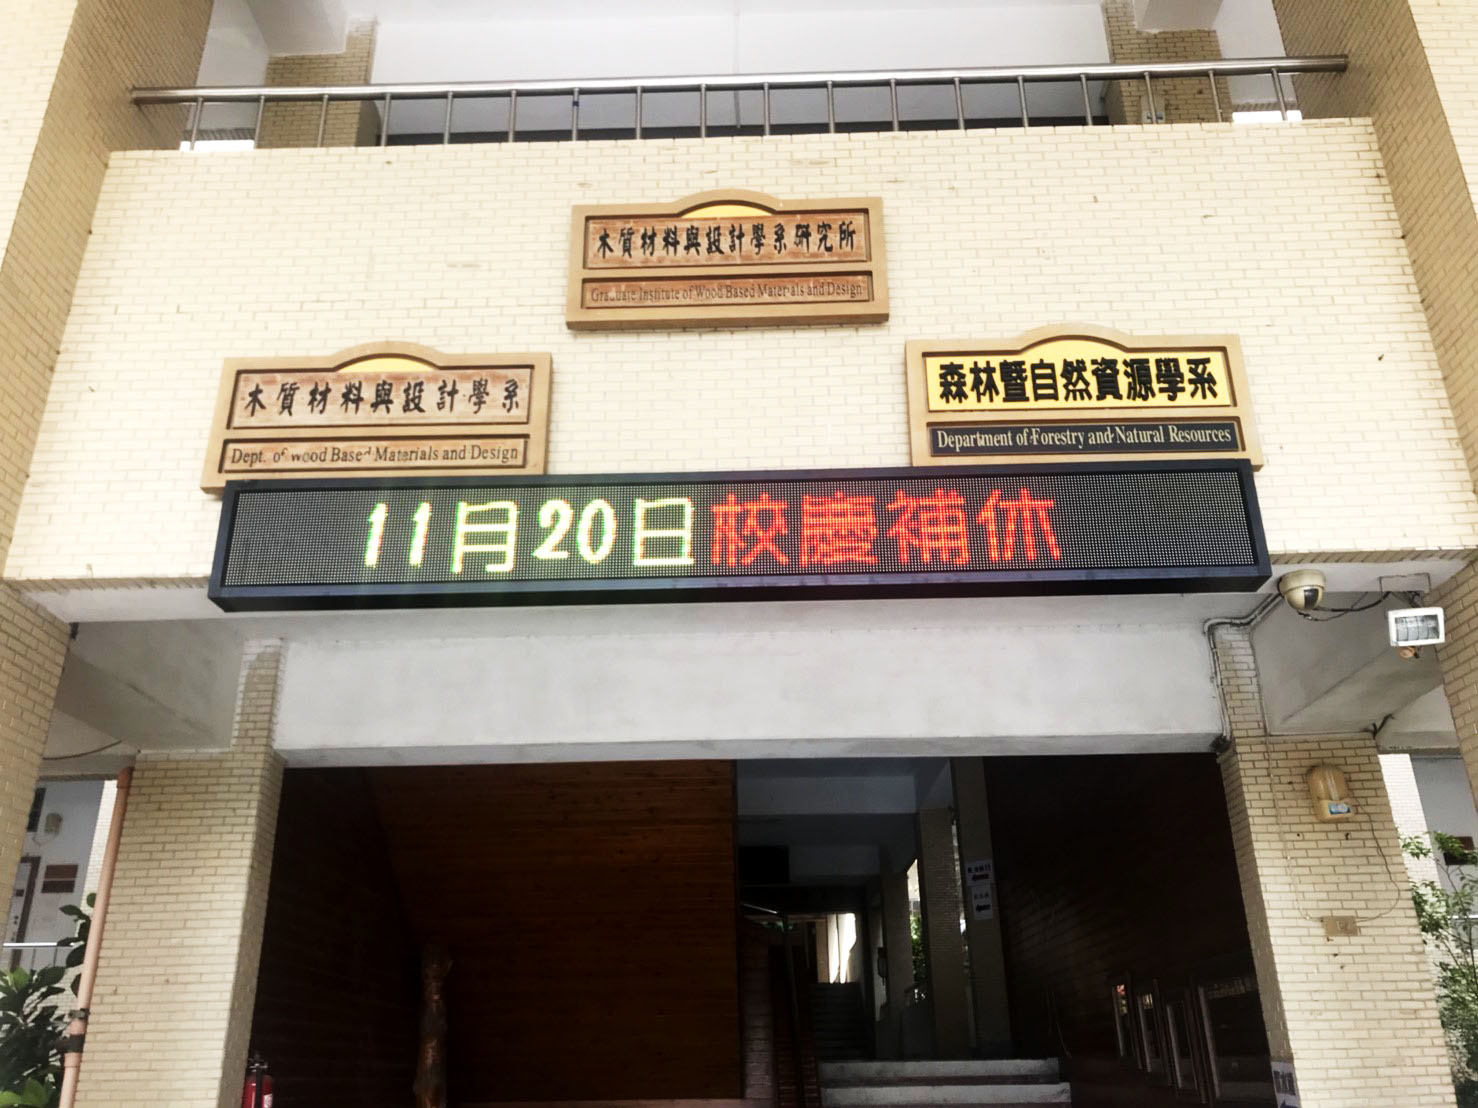 木質材料與設計學系研究所
Graduate Institute of Wood Based Materials and Design
木質材料與設計學系
Dept. of Wood Based Materials and Design
森林暨自然資源學系
Department of Forestry and Natural Resources
11月20日校慶補休